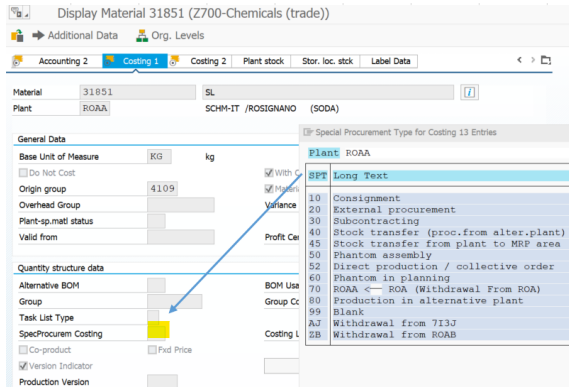 Display Material 31851 (Z700-Chemicals (trade))
Additional Data Org. Levels
Accounting 2 Costing 1 Costing 2 Plant stock Stor. loc. stck Label Data
Material 31851 SL
Plant ROAA SCHM-IT /ROSIGNANO (SODA)
General Data
Base Unit of Measure KG kg
Do Not Cost With C
Origin group 4109 Materia
Overhead Group Variance
Plant-sp.matl status
Valid from Profit Cer
Quantity structure data
Alternative BOM BOM Usa
Group Group Co
Task List Type
SpecProcurem Costing Costing L
Co-product Fxd Price
Version Indicator
Production Version
Special Procurement Type for Costing 13 Entries
Plant ROAA
SPT Long Text
10 Consignment
20 External procurement
30 Subcontracting
40 Stock transfer (proc.from alter.plant)
45 Stock transfer from plant to MRP area
50 Phantom assembly
52 Direct production / collective order
60 Phantom in planning
70 ROAA <— ROA (Withdrawal From ROA)
80 Production in alternative plant
99 Blank
AJ Withdrawal from 7I3J
ZB Withdrawal from ROAB